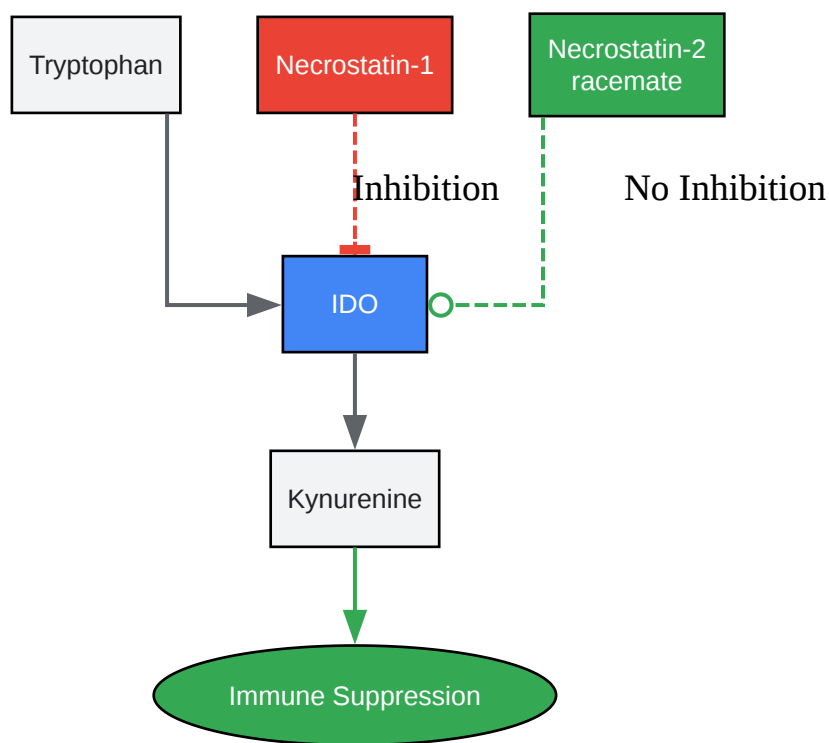 Tryptophan
Necrostatin-1
Necrostatin-2
racemate
Inhibition
No Inhibition
IDO
Kynurenine
Immune Suppression